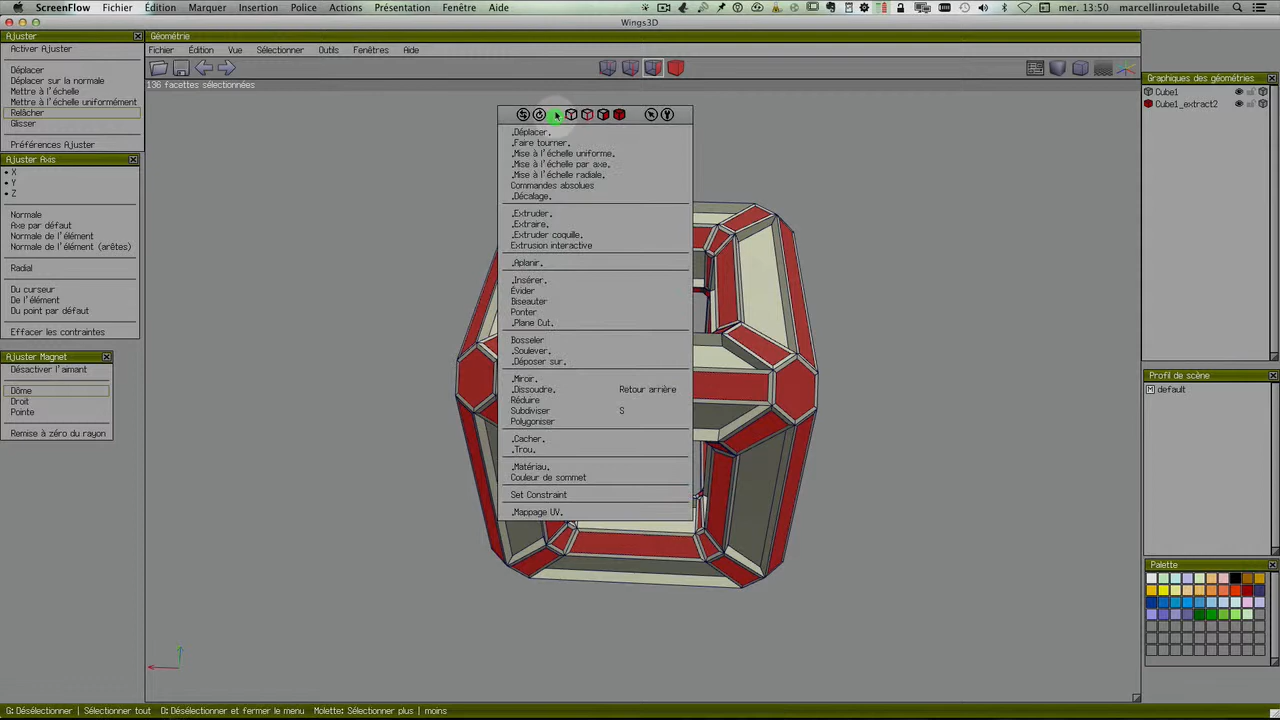 ScreenFlow Fichier Édition Marquer Insertion Police Actions Présentation Fenêtre Aide mer. 13:50 marcellinrouletabille
Wings3D
Ajuster
Activer Ajuster
Déplacer
Déplacer sur la normale
Mettre à l'échelle
Mettre à l'échelle uniformément
Relâcher
Glisser
Préférences Ajuster
Ajuster Axis
X
Y
Z
Normale
Axe par défaut
Normale de l'élément
Normale de l'élément (arêtes)
Radial
Du curseur
De l'élément
Du point par défaut
Effacer les contraintes
Ajuster Magnet
Désactiver l'aimant
Dôme
Droit
Pointe
Remise à zéro du rayon
Géométrie
Fichier Édition Vue Sélectionner Outils Fenêtres Aide
136 facettes sélectionnées
.Déplacer.
.Faire tourner.
.Mise à l'échelle uniforme.
.Mise à l'échelle par axe.
.Mise à l'échelle radiale.
Commandes absolues
.Décalage.
.Extruder.
.Extraire.
.Extruder coquille.
Extrusion interactive
.Aplanir.
.Insérer.
Évider
Biseauter
Ponter
.Plane Cut.
Bosseler
.Soulever.
.Déposer sur.
.Miroir.
.Dissoudre. Retour arrière
Réduire
Subdiviser S
Polygoniser
.Cacher.
.Trou.
.Matériau.
Couleur de sommet
Set Constraint
.Mappage UV.
Graphiques des géométries
Cube1
Cube1_extract2
Profil de scène
M default
Palette
G: Désélectionner | Sélectionner tout | D: Désélectionner et fermer le menu Molette: Sélectionner plus | moins